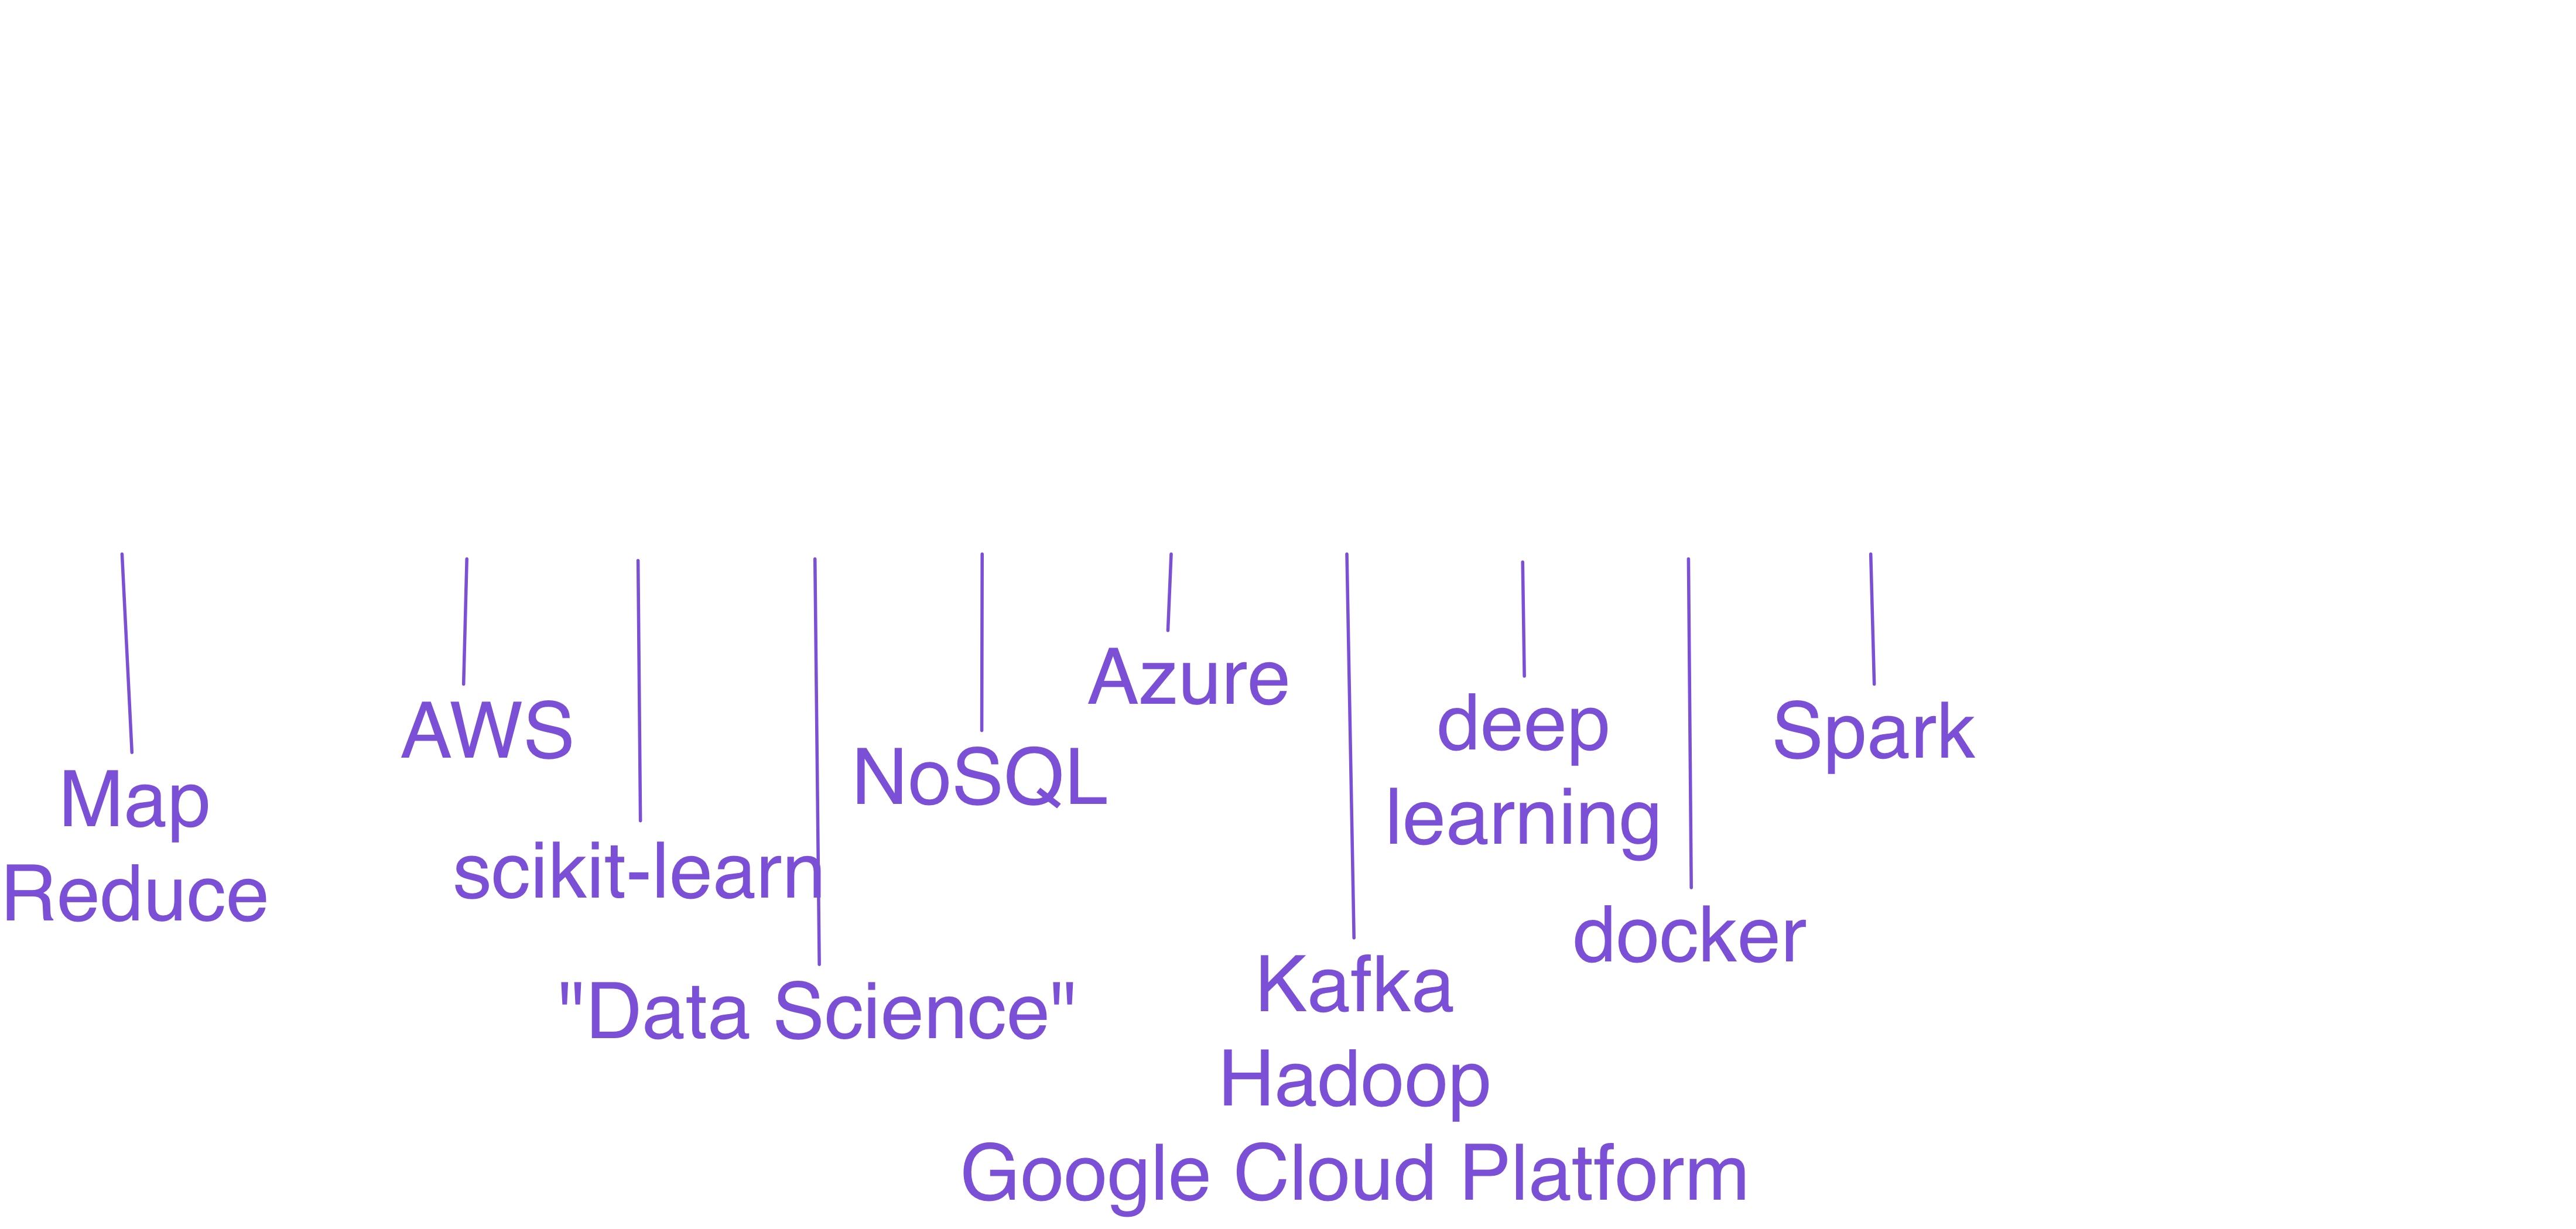 Map
Reduce
AWS
scikit-learn
"Data Science"
NoSQL
Azure
Kafka
Hadoop
Google Cloud Platform
deep
learning
docker
Spark